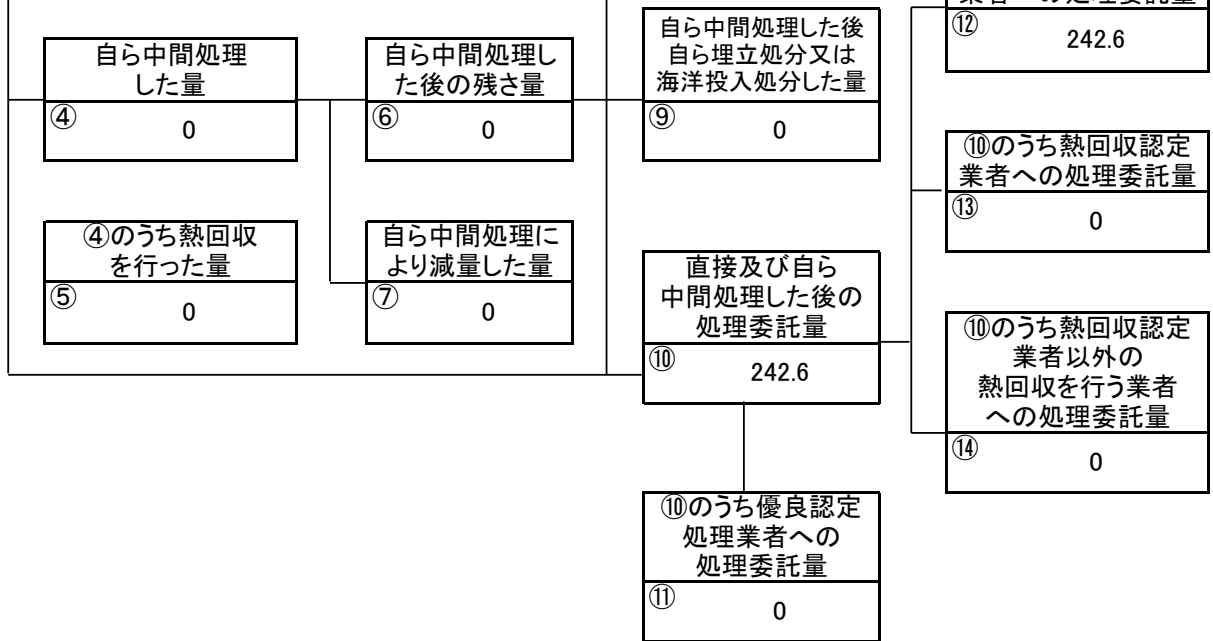 業者への処理委託量
⑫
242.6
自ら中間処理
した量
④
0
自ら中間処理し
た後の残さ量
⑥
0
自ら中間処理した後
自ら埋立処分又は
海洋投入処分した量
⑨
0
⑩のうち熱回収認定
業者への処理委託量
⑬
0
④のうち熱回収
を行った量
⑤
0
自ら中間処理に
より減量した量
⑦
0
直接及び自ら
中間処理した後の
処理委託量
⑩
242.6
⑩のうち熱回収認定
業者以外の
熱回収を行う業者
への処理委託量
⑭
0
⑩のうち優良認定
処理業者への
処理委託量
⑪
0